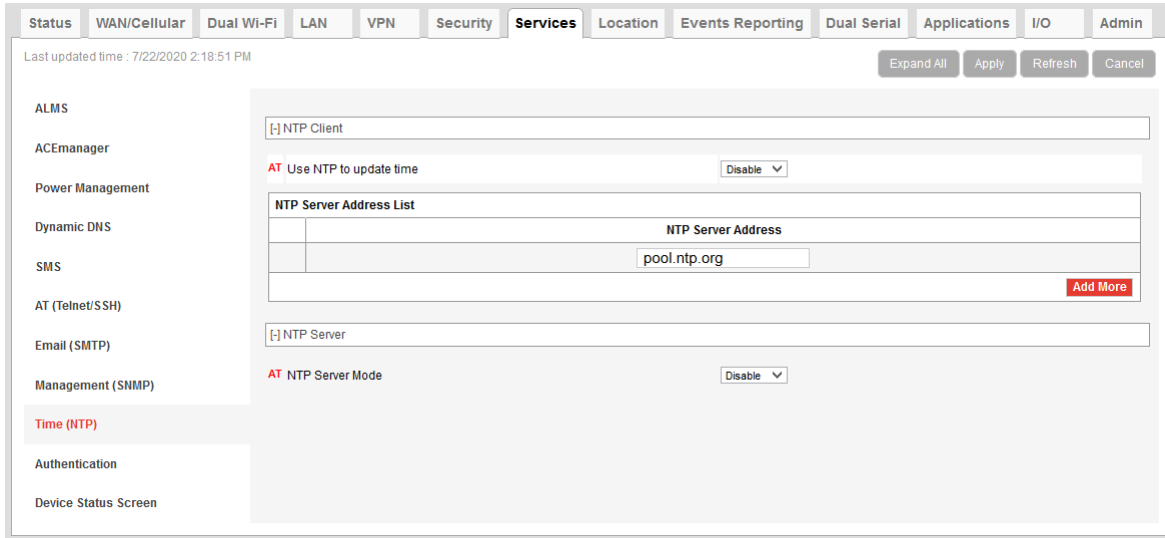 Status WAN/Cellular Dual Wi-Fi LAN VPN Security Services Location Events Reporting Dual Serial Applications I/O Admin
Last updated time : 7/22/2020 2:18:51 PM
Expand All Apply Refresh Cancel
ALMS
ACEmanager
Power Management
Dynamic DNS
SMS
AT (Telnet/SSH)
Email (SMTP)
Management (SNMP)
Time (NTP)
Authentication
Device Status Screen
[-] NTP Client
AT Use NTP to update time Disable
NTP Server Address List
NTP Server Address
pool.ntp.org
Add More
[-] NTP Server
AT NTP Server Mode Disable